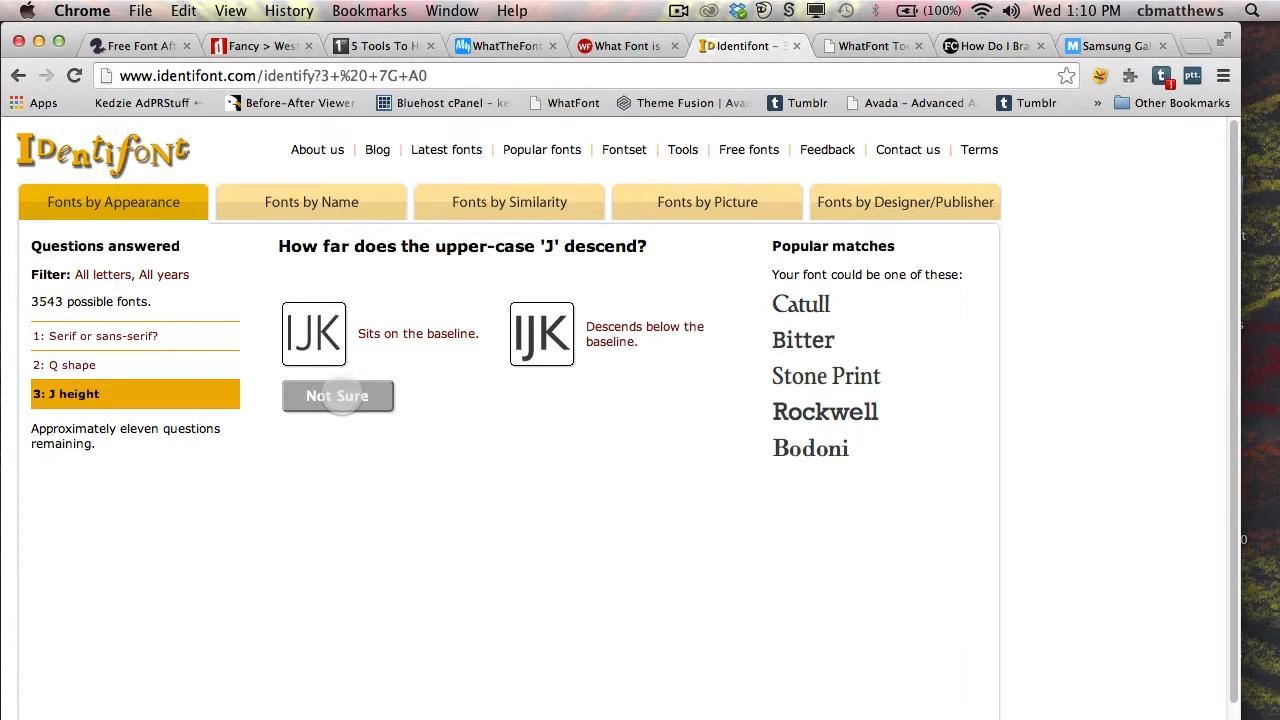 Chrome File Edit View History Bookmarks Window Help (100%) Wed 1:10 PM cbmatthews
Free Font Aft Fancy > Wes 5 Tools To H WhatTheFon What Font is Identifont – WhatFont To How Do I Bra Samsung Gal
www.identifont.com/identify?3+%20+7G+A0 ptt.
Apps Kedzie AdPRStuff Before-After Viewer Bluehost cPanel - ke WhatFont Theme Fusion | Ava Tumblr Avada - Advanced A Tumblr » Other Bookmarks
IDentifont
About us | Blog | Latest fonts | Popular fonts | Fontset | Tools | Free fonts | Feedback | Contact us | Terms
Fonts by Appearance Fonts by Name Fonts by Similarity Fonts by Picture Fonts by Designer/Publisher
Questions answered
Filter: All letters, All years
3543 possible fonts.
1: Serif or sans-serif?
2: Q shape
3: J height
Approximately eleven questions
remaining.
How far does the upper-case 'J' descend?
IJK Sits on the baseline.
IJK Descends below the
baseline.
Not Sure
Popular matches
Your font could be one of these:
Catull
Bitter
Stone Print
Rockwell
Bodoni